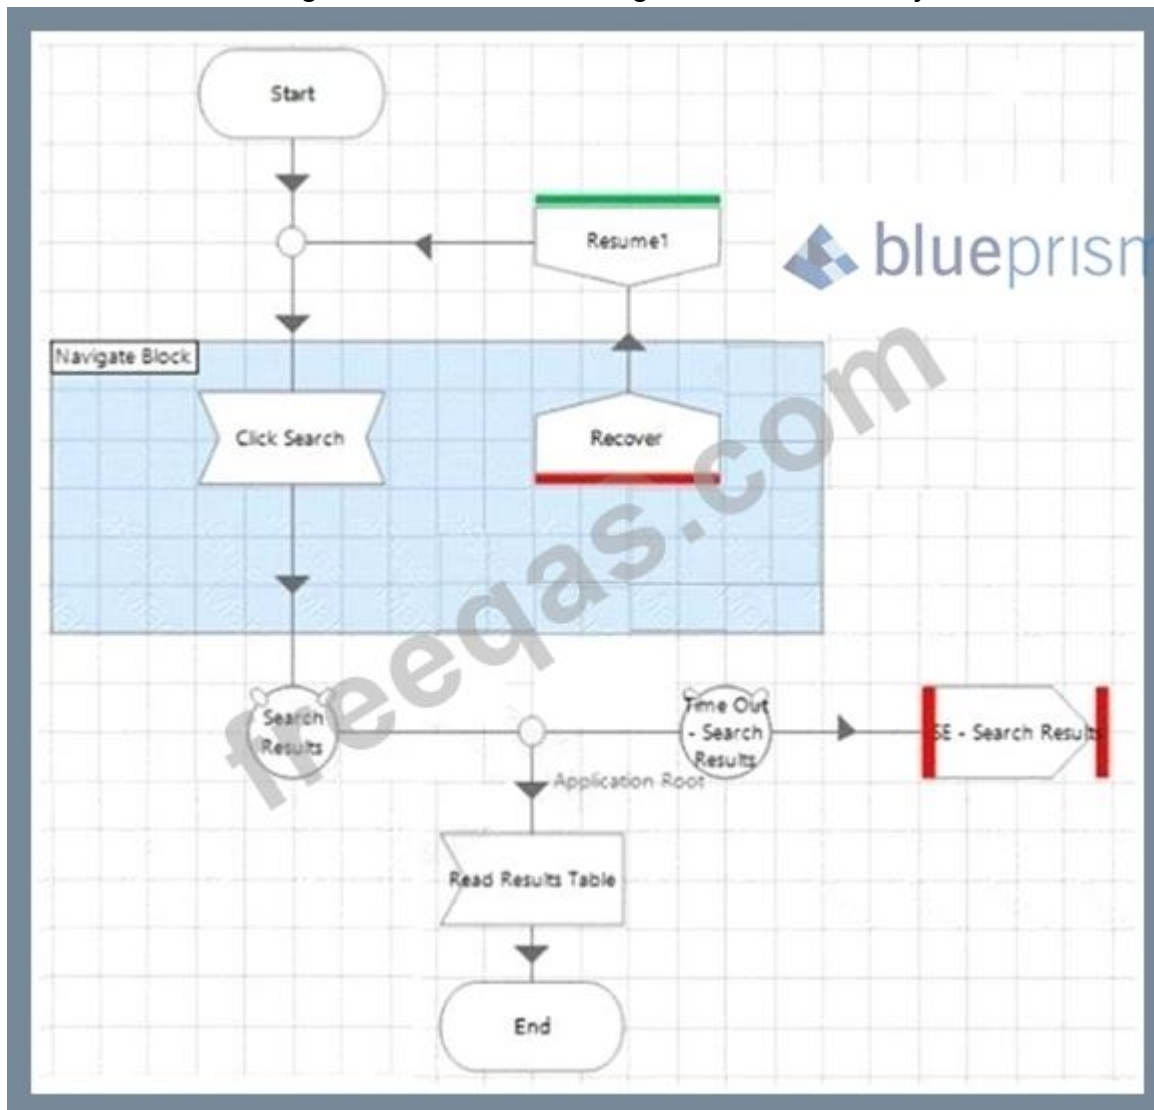 Start
Resume1
blueprism
Navigate Block
Click Search
Recover
Search
Results
Time Out
- Search
Results
SE - Search Results
Application Root
Read Results Table
End
freeqas.com